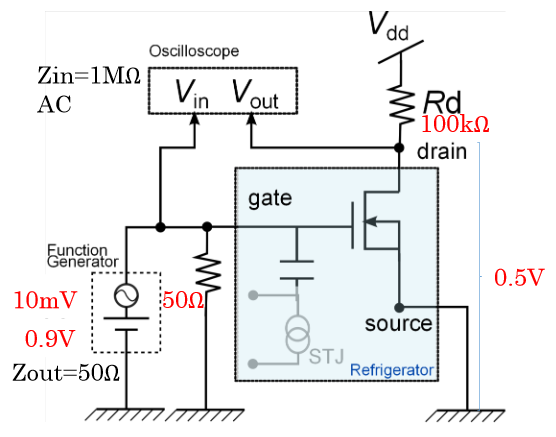 Vdd
Oscilloscope
Zin=1MΩ
AC
Vin Vout
Rd
100kΩ
drain
gate
Function
Generator
10mV
50Ω
0.9V
0.5V
source
STJ
Zout=50Ω
Refrigerator